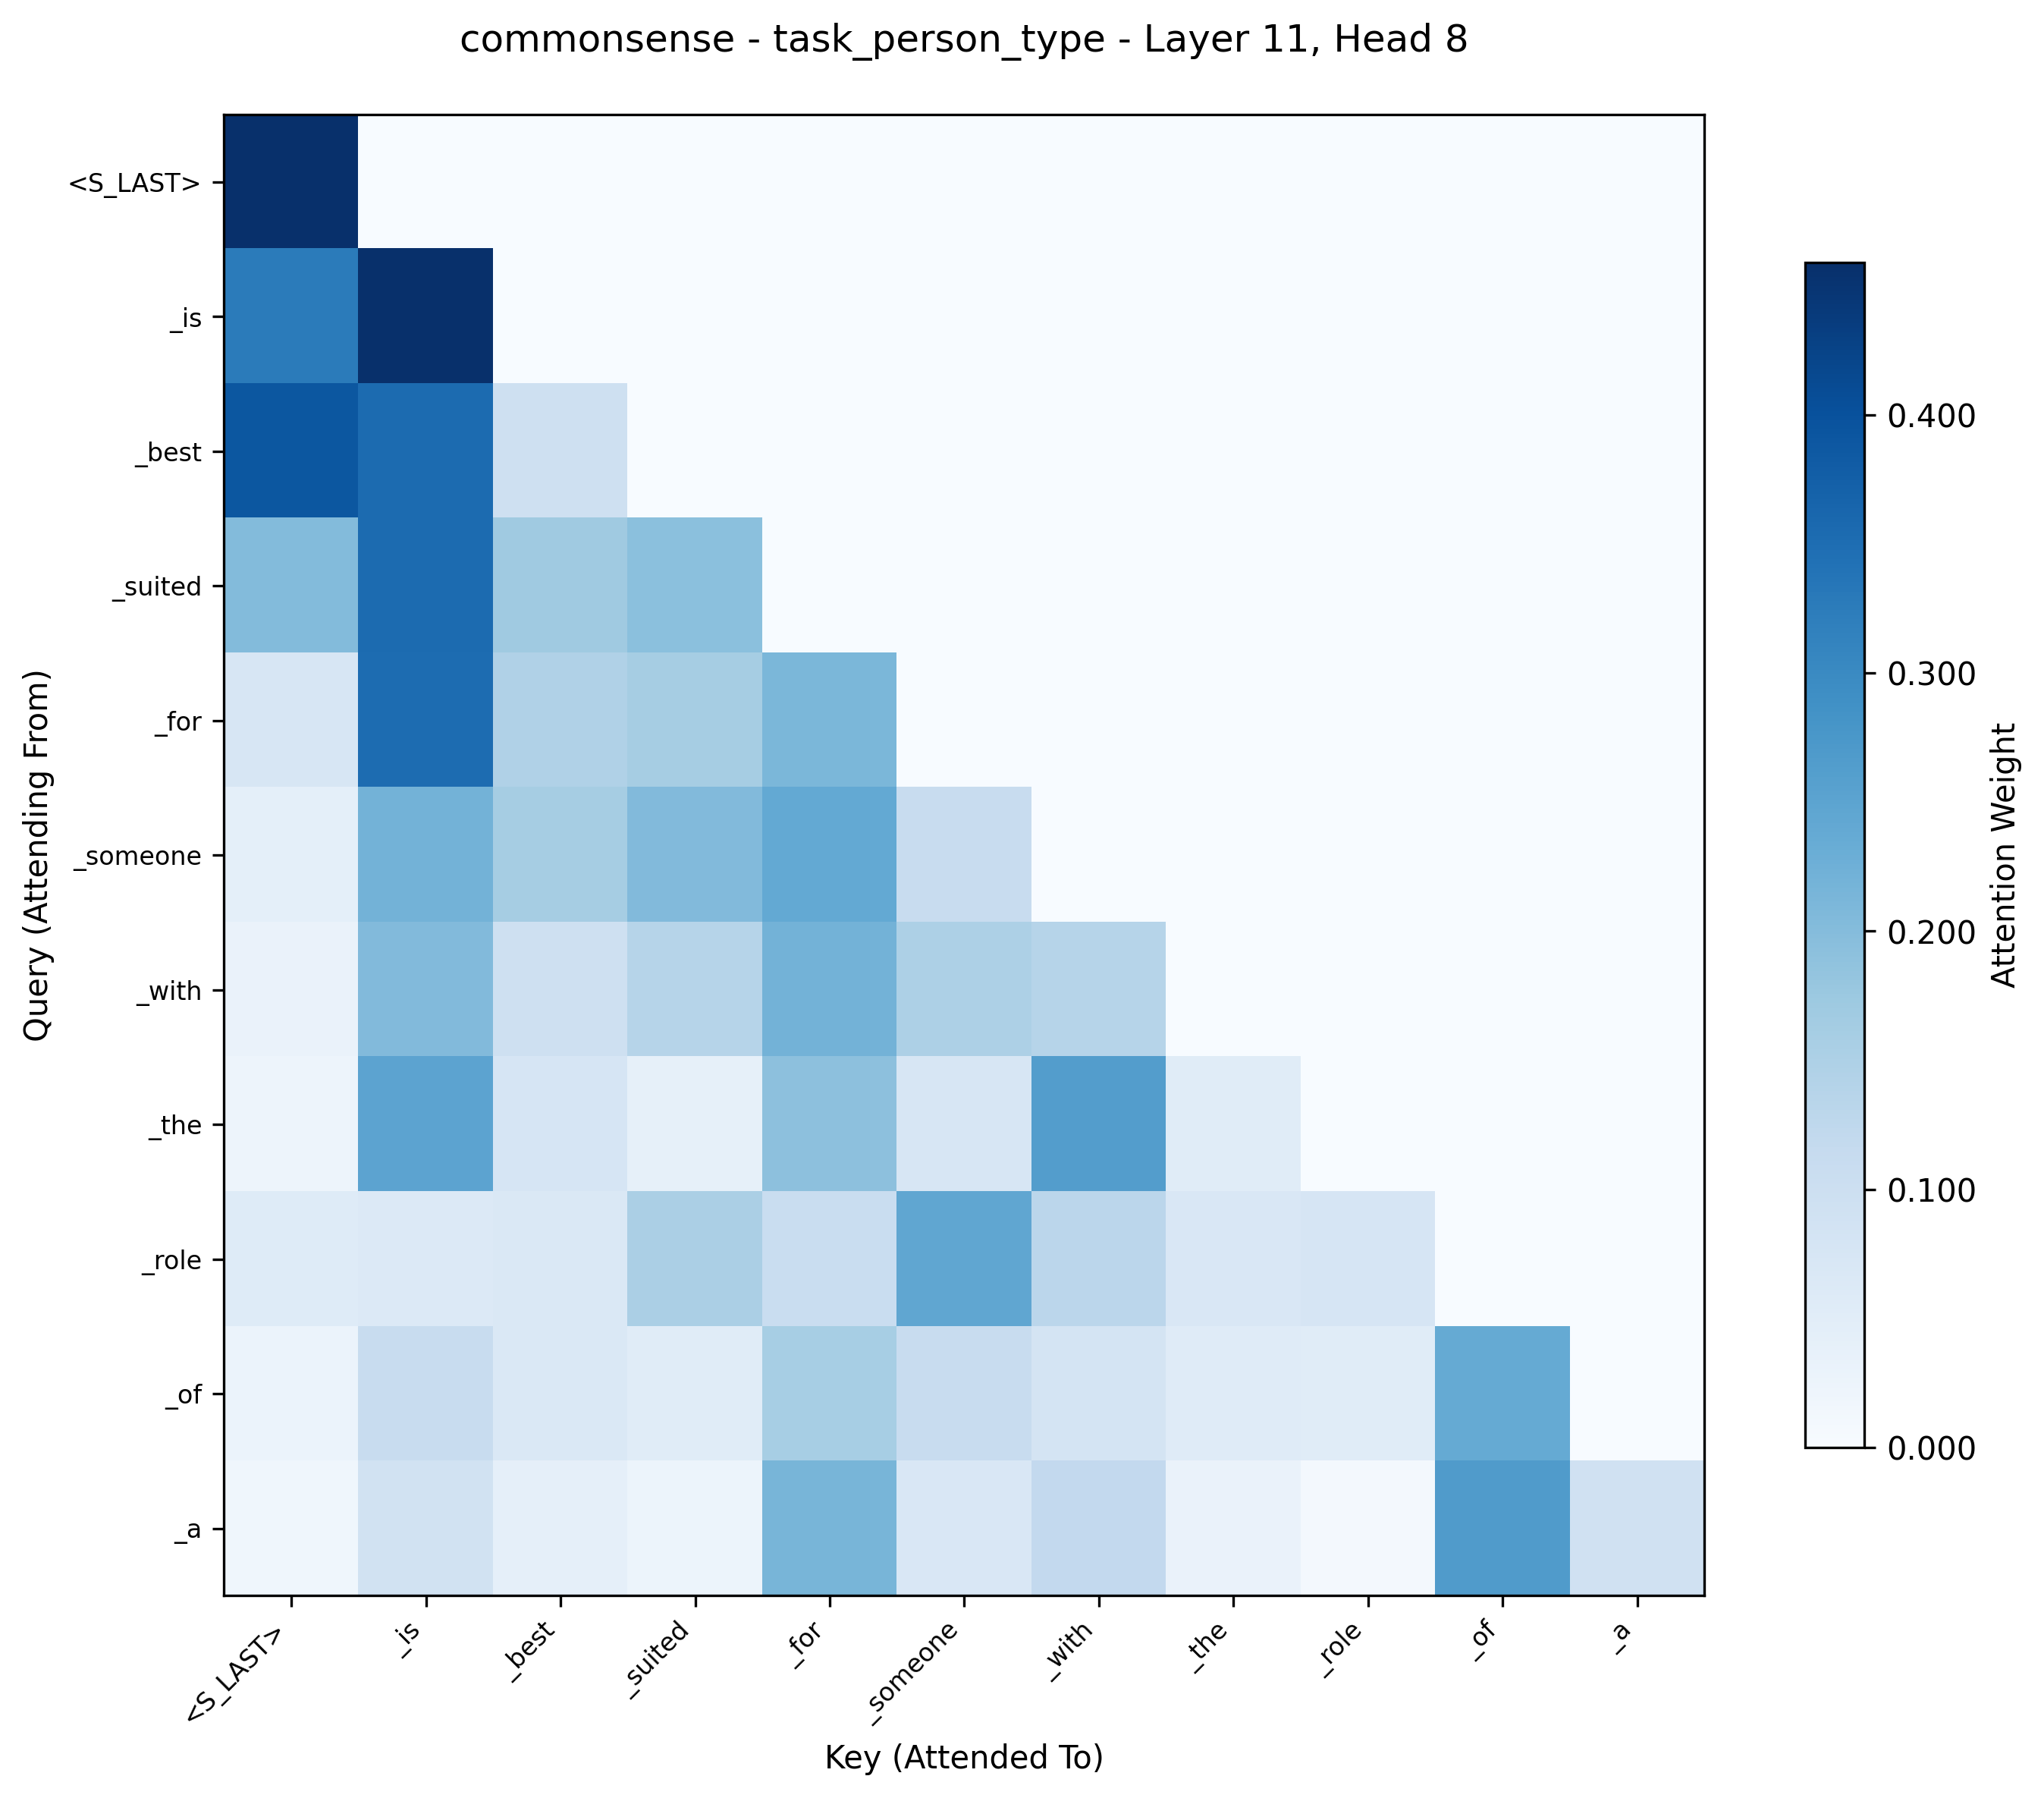 commonsense - task_person_type - Layer 11, Head 8
<S_LAST>
_is
_best
_suited
_for
_someone
_with
_the
_role
_of
_a
Query (Attending From)
<S_LAST>
_is
_best
_suited
_for
_someone
_with
_the
_role
_of
_a
Key (Attended To)
0.400
0.300
0.200
0.100
0.000
Attention Weight